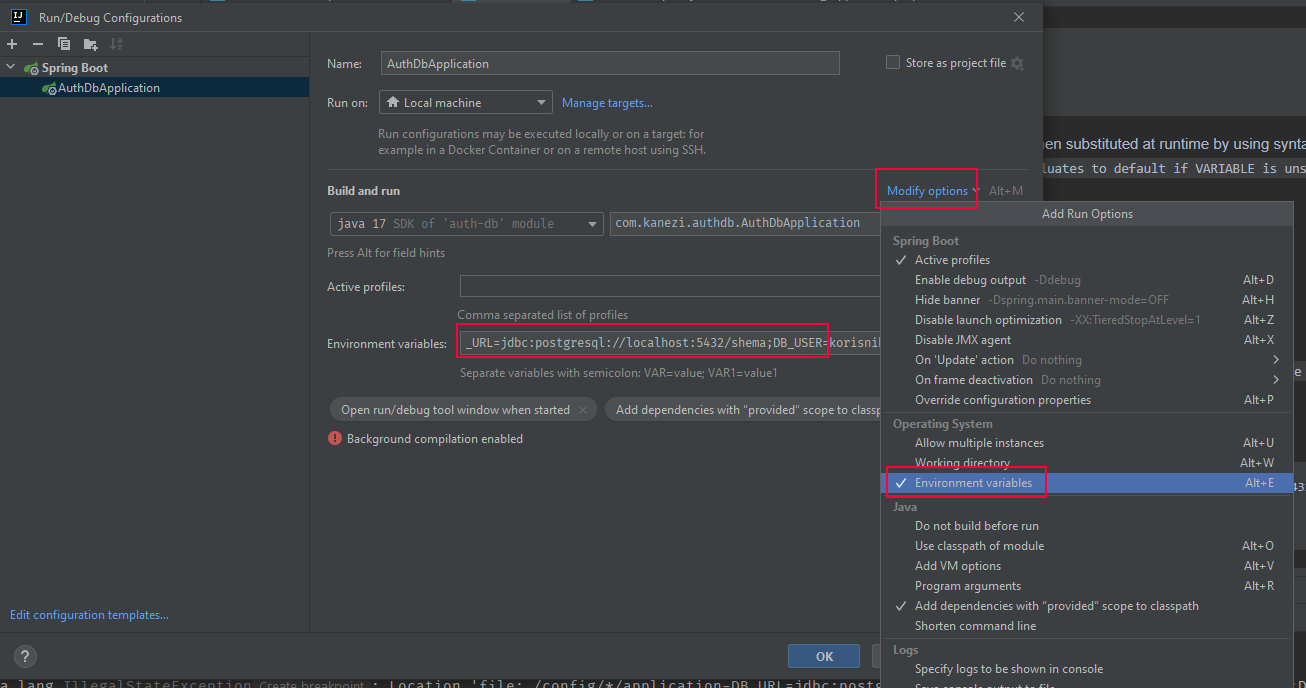 Run/Debug Configurations
Spring Boot
AuthDbApplication
Edit configuration templates...
Name: AuthDbApplication
Store as project file
Run on: Local machine Manage targets...
Run configurations may be executed locally or on a target: for
example in a Docker Container or on a remote host using SSH.
Build and run
Modify options Alt+M
java 17 SDK of 'auth-db' module com.kanezi.authdb.AuthDbApplication
Press Alt for field hints
Active profiles:
Comma separated list of profiles
Environment variables: _URL=jdbc:postgresql://localhost:5432/shema;DB_USER=korisnil
Separate variables with semicolon: VAR=value; VAR1=value1
Open run/debug tool window when started
Add dependencies with “provided” scope to classp
Background compilation enabled
OK
?
Add Run Options
Spring Boot
Active profiles
Enable debug output -Ddebug Alt+D
Hide banner -Dspring.main.banner-mode=OFF Alt+H
Disable launch optimization -XX:TieredStopAtLevel=1 Alt+Z
Disable JMX agent Alt+X
On 'Update' action Do nothing
On frame deactivation Do nothing
Override configuration properties Alt+P
Operating System
Allow multiple instances Alt+U
Working directory Alt+W
Environment variables Alt+E
Java
Do not build before run
Use classpath of module Alt+O
Add VM options Alt+V
Program arguments Alt+R
Add dependencies with “provided” scope to classpath
Shorten command line
Logs
Specify logs to be shown in console
Save console output to file
en substituted at runtime by using synta
luates to default if VARIABLE is uns
a lang IllegalStateException Create breakpoint : Location 'file: /config/*/application-DB URL=jdbc:postg